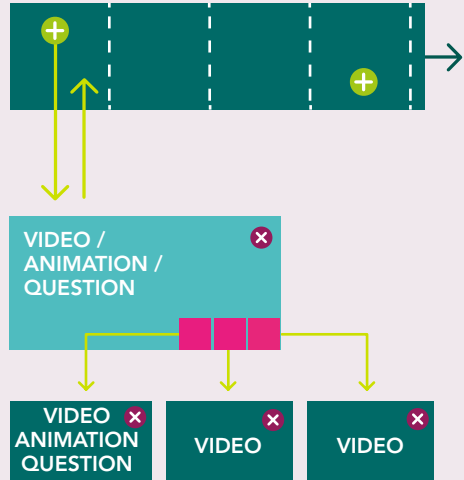 VIDEO /
ANIMATION /
QUESTION
VIDEO
ANIMATION
QUESTION
VIDEO
VIDEO